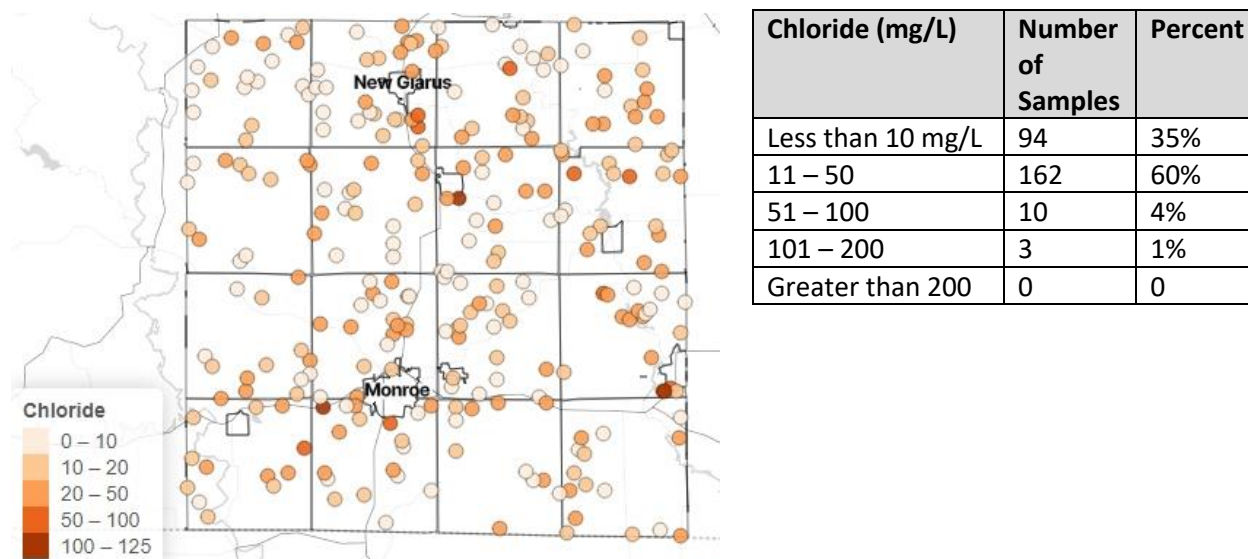 New Glarus
Monroe
Chloride
0 – 10
10 – 20
20 – 50
50 – 100
100 – 125
Chloride (mg/L) Number of Samples Percent
Less than 10 mg/L 94 35%
11 – 50 162 60%
51 – 100 10 4%
101 – 200 3 1%
Greater than 200 0 0